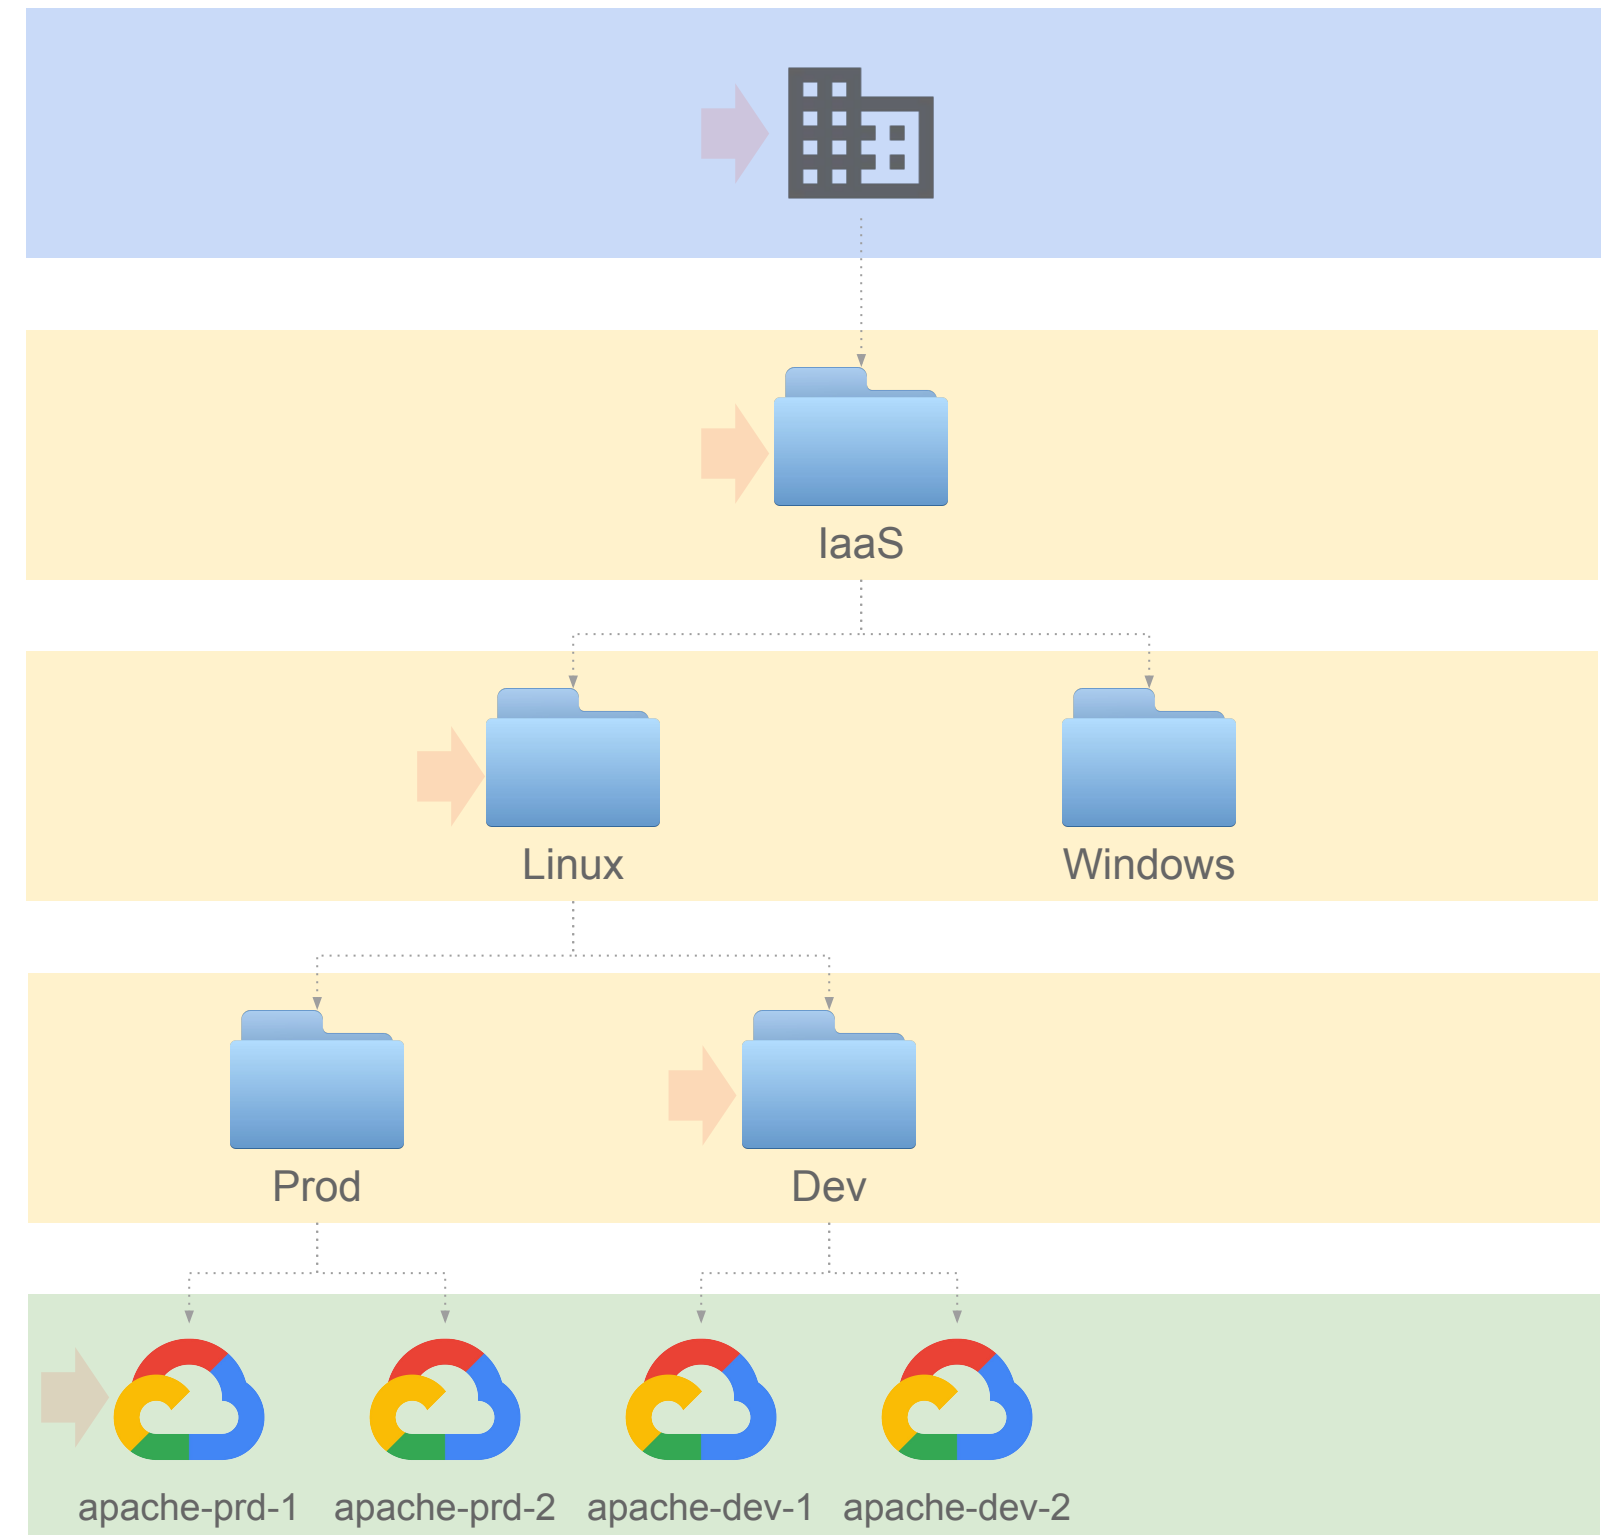 IaaS
Linux
Windows
Prod
Dev
apache-prd-1
apache-prd-2
apache-dev-1
apache-dev-2